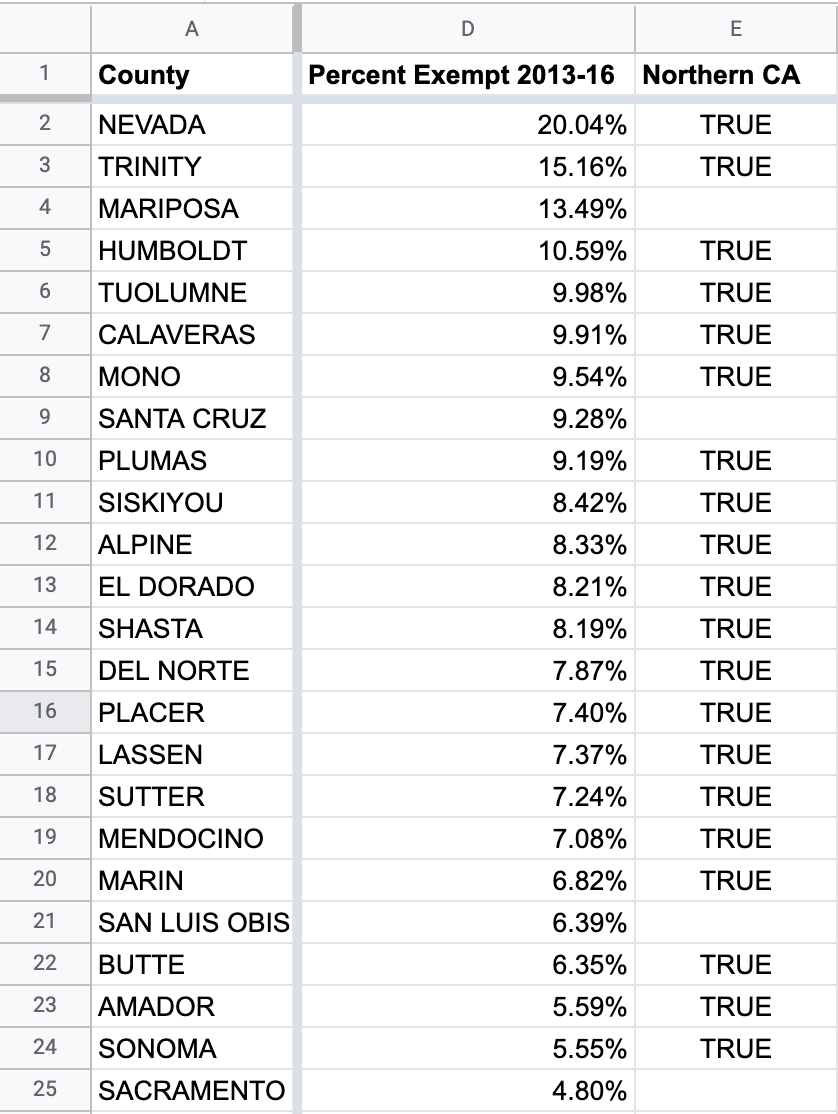 A D E
1 County Percent Exempt 2013-16 Northern CA
2 NEVADA 20.04% TRUE
3 TRINITY 15.16% TRUE
4 MARIPOSA 13.49%
5 HUMBOLDT 10.59% TRUE
6 TUOLUMNE 9.98% TRUE
7 CALAVERAS 9.91% TRUE
8 MONO 9.54% TRUE
9 SANTA CRUZ 9.28%
10 PLUMAS 9.19% TRUE
11 SISKIYOU 8.42% TRUE
12 ALPINE 8.33% TRUE
13 EL DORADO 8.21% TRUE
14 SHASTA 8.19% TRUE
15 DEL NORTE 7.87% TRUE
16 PLACER 7.40% TRUE
17 LASSEN 7.37% TRUE
18 SUTTER 7.24% TRUE
19 MENDOCINO 7.08% TRUE
20 MARIN 6.82% TRUE
21 SAN LUIS OBIS 6.39%
22 BUTTE 6.35% TRUE
23 AMADOR 5.59% TRUE
24 SONOMA 5.55% TRUE
25 SACRAMENTO 4.80%